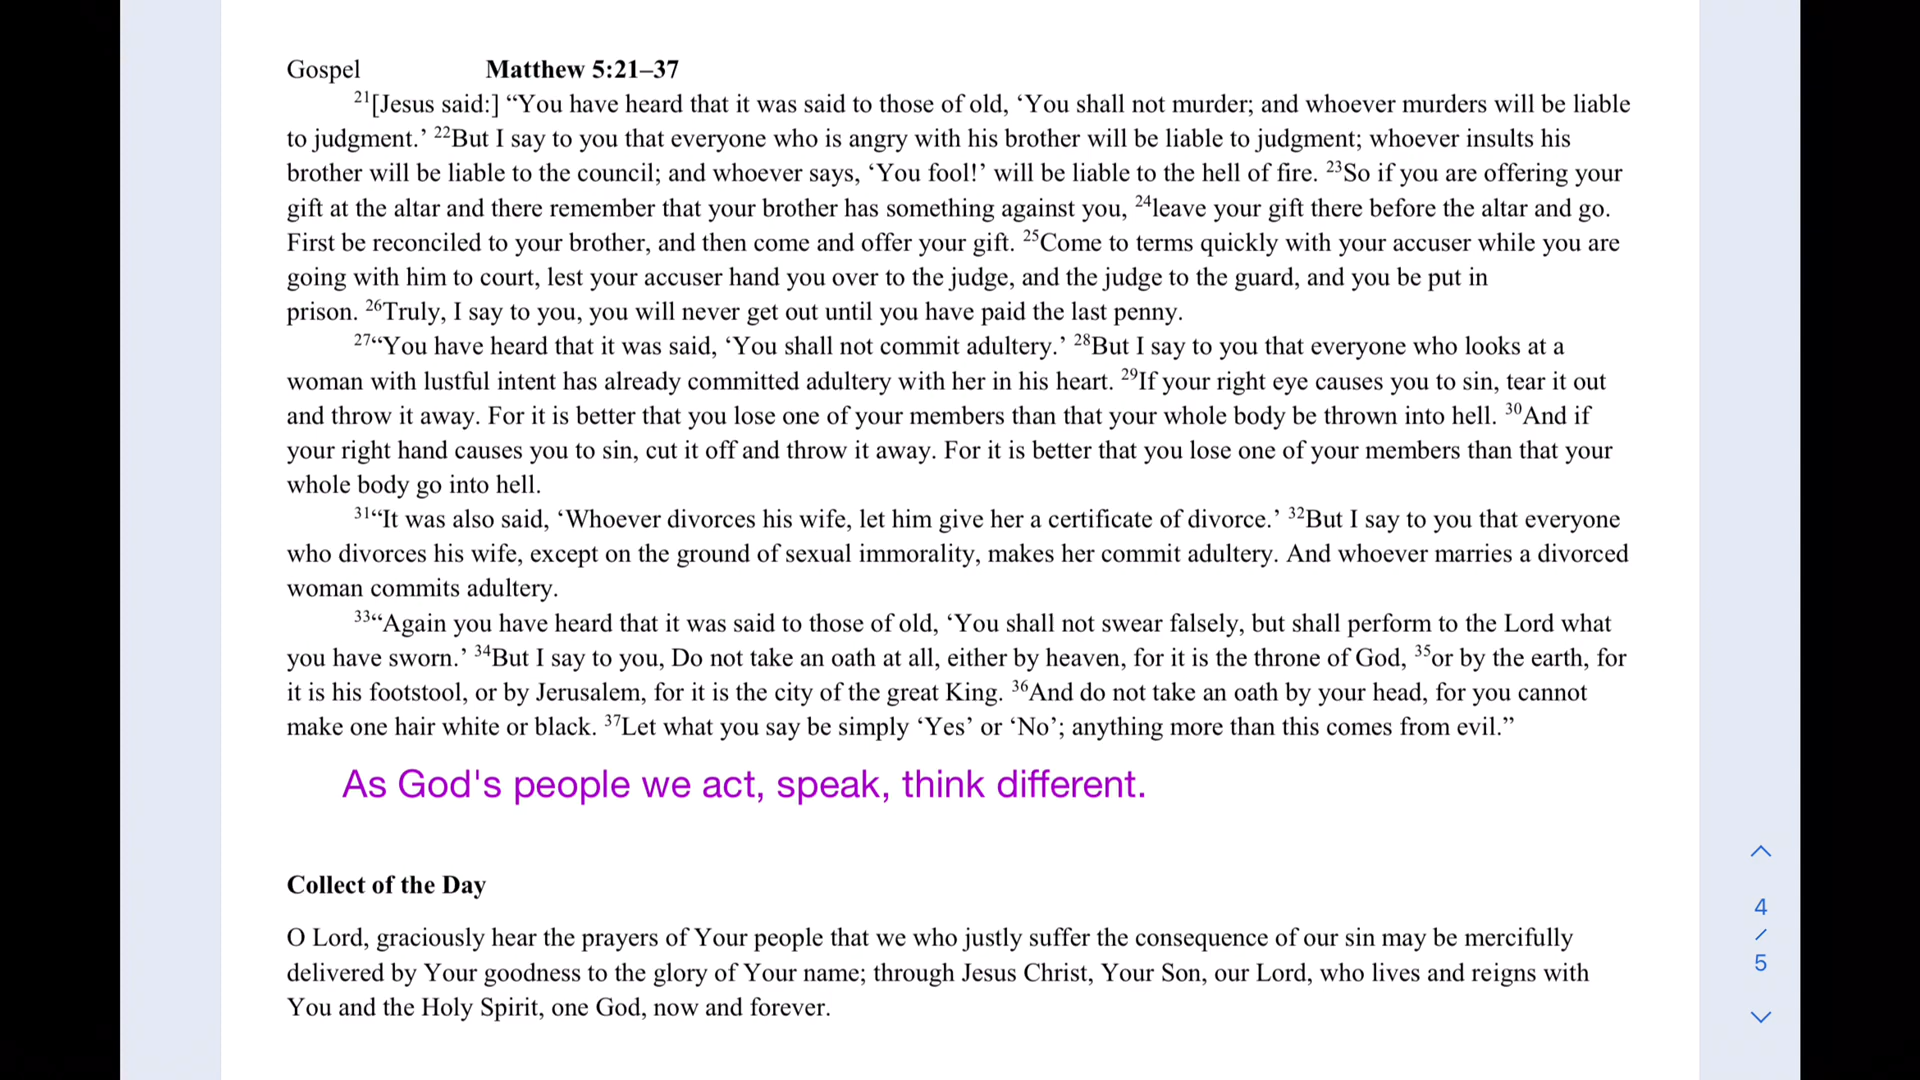 Gospel Matthew 5:21–37
21[Jesus said:] “You have heard that it was said to those of old, ‘You shall not murder; and whoever murders will be liable
to judgment.’ 22But I say to you that everyone who is angry with his brother will be liable to judgment; whoever insults his
brother will be liable to the council; and whoever says, ‘You fool!’ will be liable to the hell of fire. 23So if you are offering your
gift at the altar and there remember that your brother has something against you, 24leave your gift there before the altar and go.
First be reconciled to your brother, and then come and offer your gift. 25Come to terms quickly with your accuser while you are
going with him to court, lest your accuser hand you over to the judge, and the judge to the guard, and you be put in
prison. 26Truly, I say to you, you will never get out until you have paid the last penny.
27“You have heard that it was said, ‘You shall not commit adultery.’ 28But I say to you that everyone who looks at a
woman with lustful intent has already committed adultery with her in his heart. 29If your right eye causes you to sin, tear it out
and throw it away. For it is better that you lose one of your members than that your whole body be thrown into hell. 30And if
your right hand causes you to sin, cut it off and throw it away. For it is better that you lose one of your members than that your
whole body go into hell.
31“It was also said, ‘Whoever divorces his wife, let him give her a certificate of divorce.’ 32But I say to you that everyone
who divorces his wife, except on the ground of sexual immorality, makes her commit adultery. And whoever marries a divorced
woman commits adultery.
33“Again you have heard that it was said to those of old, ‘You shall not swear falsely, but shall perform to the Lord what
you have sworn.’ 34But I say to you, Do not take an oath at all, either by heaven, for it is the throne of God, 35or by the earth, for
it is his footstool, or by Jerusalem, for it is the city of the great King. 36And do not take an oath by your head, for you cannot
make one hair white or black. 37Let what you say be simply ‘Yes’ or ‘No’; anything more than this comes from evil.”
As God's people we act, speak, think different.
Collect of the Day
O Lord, graciously hear the prayers of Your people that we who justly suffer the consequence of our sin may be mercifully
delivered by Your goodness to the glory of Your name; through Jesus Christ, Your Son, our Lord, who lives and reigns with
You and the Holy Spirit, one God, now and forever.
4
/
5